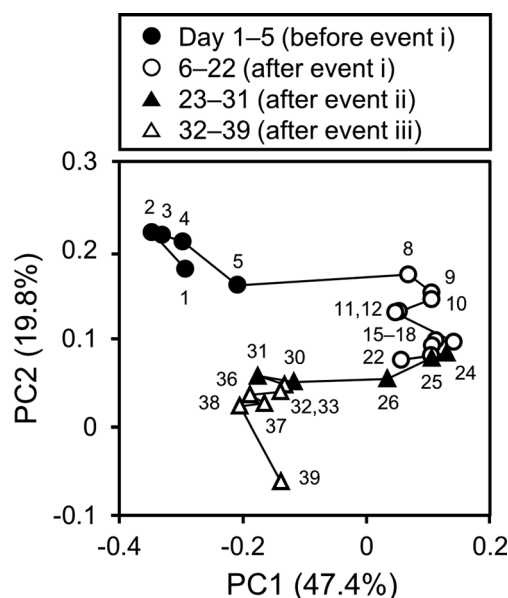 Day 1–5 (before event i)
6–22 (after event i)
23–31 (after event ii)
32–39 (after event iii)
0.3
0.2
0.1
0
-0.1
PC2 (19.8%)
2 3 4
1
5
8
9
10
11,12
15–18
22
24
25
26
31 30
36
32,33
38
37
39
-0.4 -0.2 0 0.2
PC1 (47.4%)